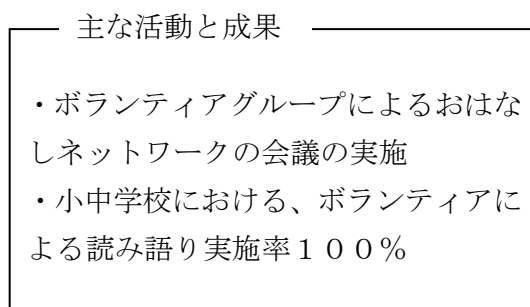 主な活動と成果
・ボランティアグループによるおはな
しネットワークの会議の実施
・小中学校における、ボランティアに
よる読み語り実施率１００％